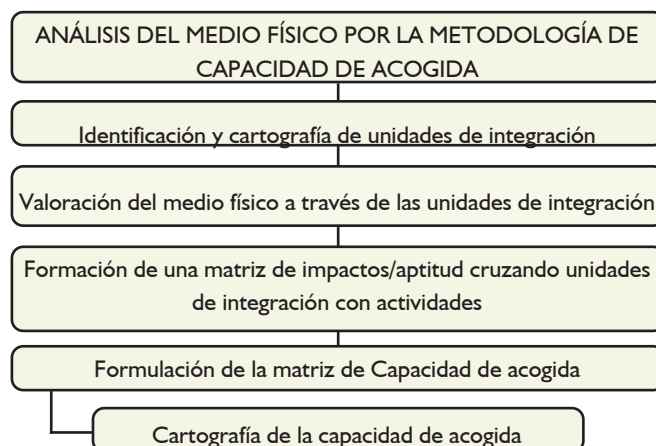 ANÁLISIS DEL MEDIO FÍSICO POR LA METODOLOGÍA DE
CAPACIDAD DE ACOGIDA
Identificación y cartografía de unidades de integración
Valoración del medio físico a través de las unidades de integración
Formación de una matriz de impactos/aptitud cruzando unidades
de integración con actividades
Formulación de la matriz de Capacidad de acogida
Cartografía de la capacidad de acogida